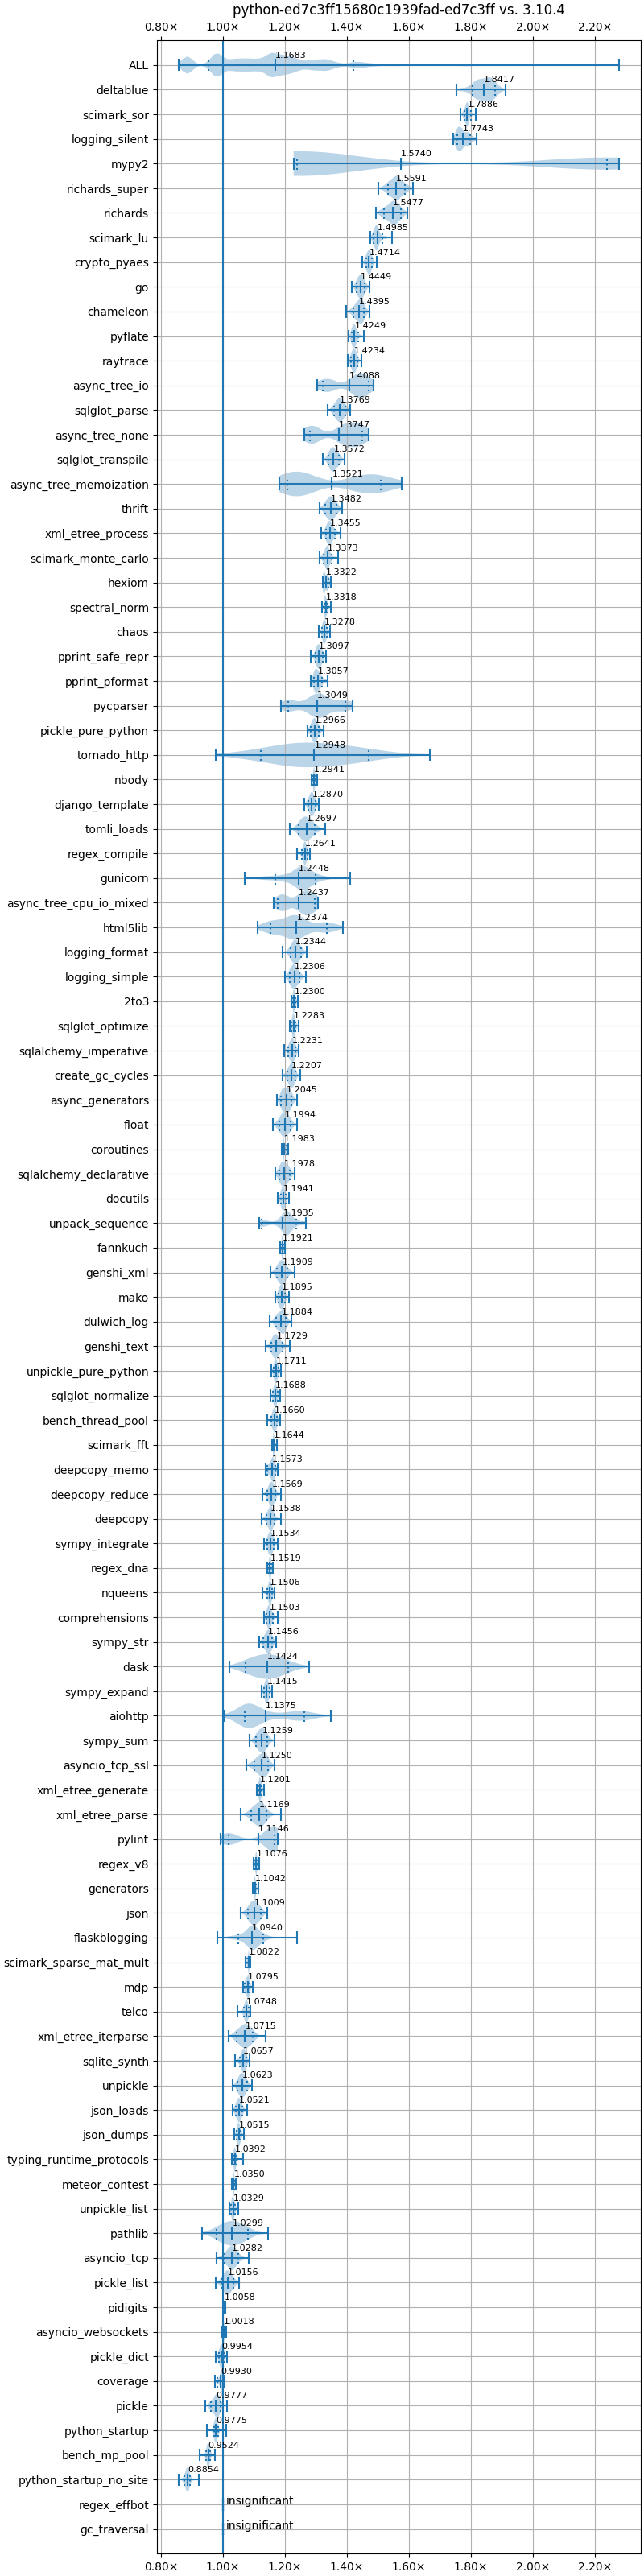 python-ed7c3ff15680c1939fad-ed7c3ff vs. 3.10.4
0.80× 1.00× 1.20× 1.40× 1.60× 1.80× 2.00× 2.20×
ALL 1.1683
deltablue 1.8417
scimark_sor 1.7886
logging_silent 1.7743
mypy2 1.5740
richards_super 1.5591
richards 1.5477
scimark_lu 1.4985
crypto_pyaes 1.4714
go 1.4449
chameleon 1.4395
pyflate 1.4249
raytrace 1.4234
async_tree_io 1.4088
sqlglot_parse 1.3769
async_tree_none 1.3747
sqlglot_transpile 1.3572
async_tree_memoization 1.3521
thrift 1.3482
xml_etree_process 1.3455
scimark_monte_carlo 1.3373
hexiom 1.3322
spectral_norm 1.3318
chaos 1.3278
pprint_safe_repr 1.3097
pprint_pformat 1.3057
pycparser 1.3049
pickle_pure_python 1.2966
tornado_http 1.2948
nbody 1.2941
django_template 1.2870
tomli_loads 1.2697
regex_compile 1.2641
gunicorn 1.2448
async_tree_cpu_io_mixed 1.2437
html5lib 1.2374
logging_format 1.2344
logging_simple 1.2306
2to3 1.2300
sqlglot_optimize 1.2283
sqlalchemy_imperative 1.2231
create_gc_cycles 1.2207
async_generators 1.2045
float 1.1994
coroutines 1.1983
sqlalchemy_declarative 1.1978
docutils 1.1941
unpack_sequence 1.1935
fannkuch 1.1921
genshi_xml 1.1909
mako 1.1895
dulwich_log 1.1884
genshi_text 1.1729
unpickle_pure_python 1.1711
sqlglot_normalize 1.1688
bench_thread_pool 1.1660
scimark_fft 1.1644
deepcopy_memo 1.1573
deepcopy_reduce 1.1569
deepcopy 1.1538
sympy_integrate 1.1534
regex_dna 1.1519
nqueens 1.1506
comprehensions 1.1503
sympy_str 1.1456
dask 1.1424
sympy_expand 1.1415
aiohttp 1.1375
sympy_sum 1.1259
asyncio_tcp_ssl 1.1250
xml_etree_generate 1.1201
xml_etree_parse 1.1169
pylint 1.1146
regex_v8 1.1076
generators 1.1042
json 1.1009
flaskblogging 1.0940
scimark_sparse_mat_mult 1.0822
mdp 1.0795
telco 1.0748
xml_etree_iterparse 1.0715
sqlite_synth 1.0657
unpickle 1.0623
json_loads 1.0521
json_dumps 1.0515
typing_runtime_protocols 1.0392
meteor_contest 1.0350
unpickle_list 1.0329
pathlib 1.0299
asyncio_tcp 1.0282
pickle_list 1.0156
pidigits 1.0058
asyncio_websockets 1.0018
pickle_dict 0.9954
coverage 0.9930
pickle 0.9777
python_startup 0.9775
bench_mp_pool 0.9524
python_startup_no_site 0.8854
regex_effbot insignificant
gc_traversal insignificant
0.80× 1.00× 1.20× 1.40× 1.60× 1.80× 2.00× 2.20×